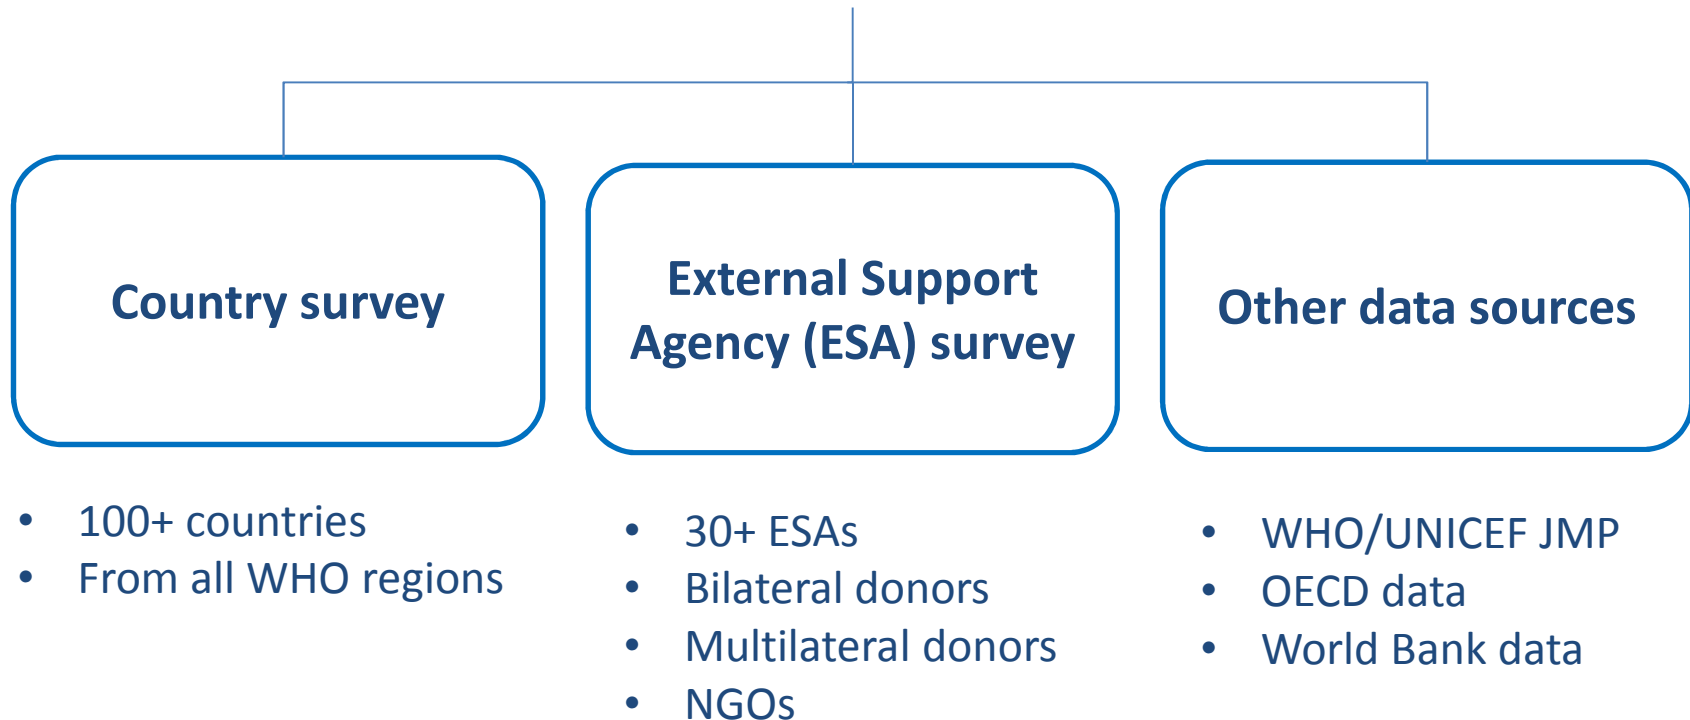 Country survey
• 100+ countries
• From all WHO regions
External Support
Agency (ESA) survey
• 30+ ESAs
• Bilateral donors
• Multilateral donors
• NGOs
Other data sources
• WHO/UNICEF JMP
• OECD data
• World Bank data